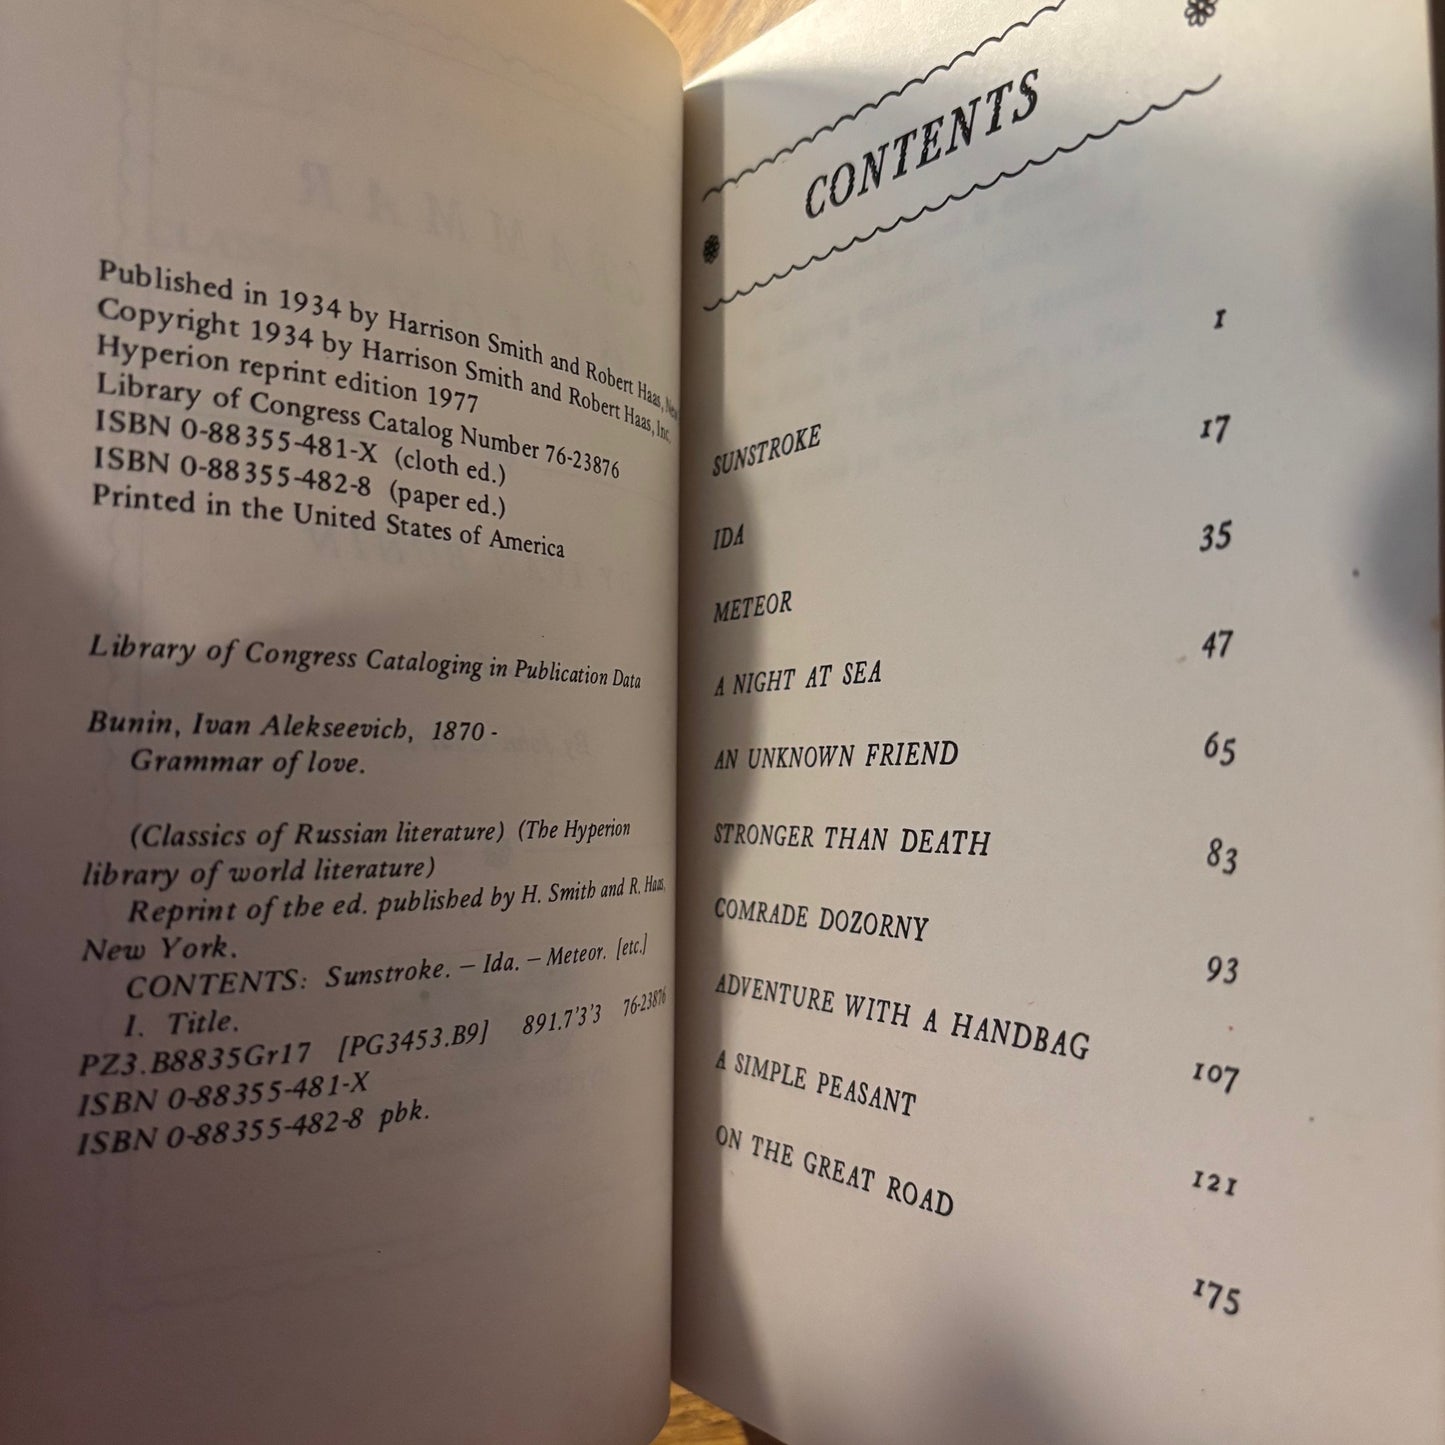 Published in 1934 by Harrison Smith and Robert Haas, New
Copyright 1934 by Harrison Smith and Robert Haas, Inc.
Hyperion reprint edition 1977
Library of Congress Catalog Number 76-23876
ISBN 0-88355-481-X (cloth ed.)
ISBN 0-88355-482-8 (paper ed.)
Printed in the United States of America
Library of Congress Cataloging in Publication Data
Bunin, Ivan Alekseevich, 1870-
Grammar of love.
(Classics of Russian literature) (The Hyperion
library of world literature)
Reprint of the ed. published by H. Smith and R. Haas,
New York.
CONTENTS: Sunstroke. — Ida. — Meteor. [etc.]
I. Title.
PZ3.B8835Gr17 [PG3453.B9] 891.7'3'3 76-23876
ISBN 0-88355-481-X
ISBN 0-88355-482-8 pbk.
CONTENTS
SUNSTROKE 1
IDA 17
METEOR 35
A NIGHT AT SEA 47
AN UNKNOWN FRIEND 65
STRONGER THAN DEATH 83
COMRADE DOZORNY 93
ADVENTURE WITH A HANDBAG 107
A SIMPLE PEASANT 121
ON THE GREAT ROAD 175